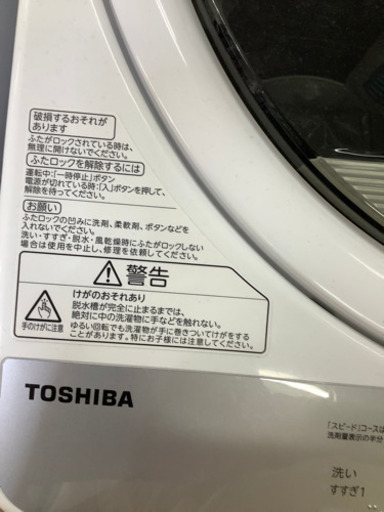 破損するおそれが
あります
ふたがロックされている時は、
無理に開けないでください。
ふたロックを解除するには
運転中:「一時停止」ボタン
電源が切れている時:「入」ボタンを押して、
解除を待ってください。
お願い
ふたロックの凹みに洗剤、柔軟剤、ボタンなどを
入れないでください。
洗い・すすぎ・脱水・風乾燥時にふたがロックしない
場合は使用を中止し、修理を依頼してください。
警告
けがのおそれあり
脱水槽が完全に止まるまでは、
絶対に中の洗濯物に手などを触れない。
ゆるい回転でも洗濯物が手に巻きついてけがをする
ことがあります。特にお子様には注意してください。
手のけがに注意
TOSHIBA
「スピード」コースは
洗剤量表示の半分
洗い
すすぎ1